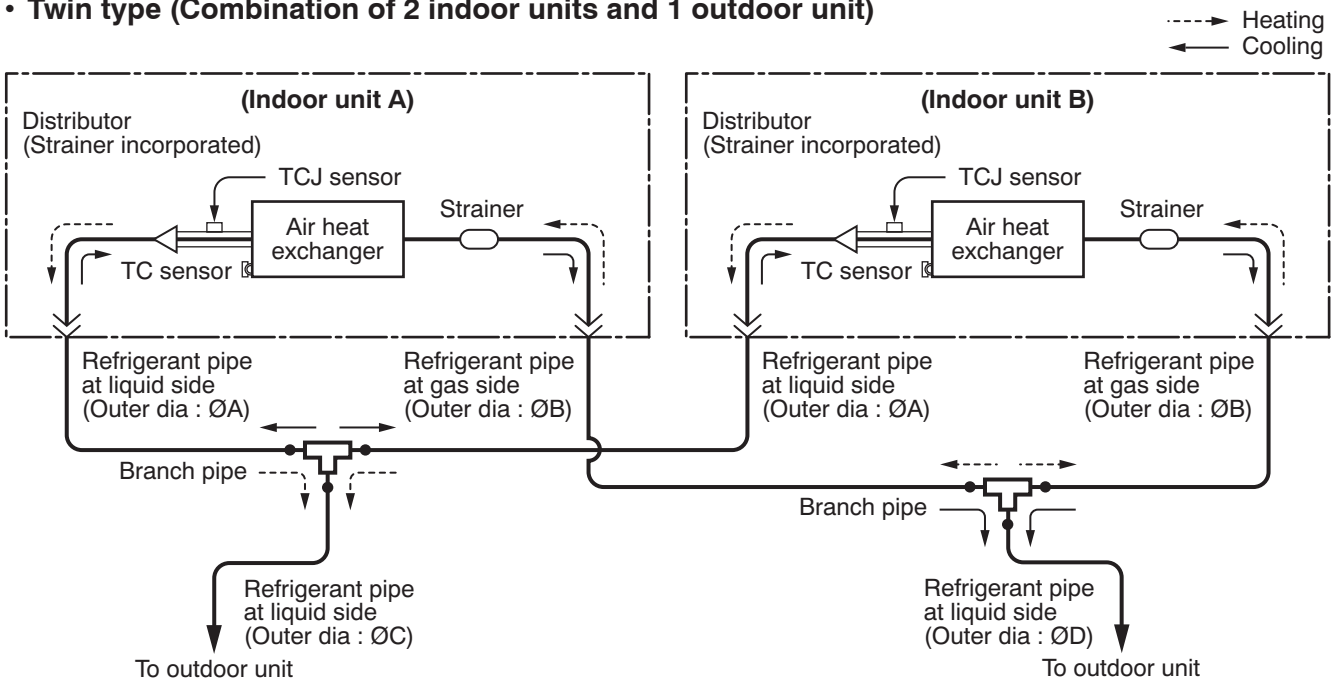 • Twin type (Combination of 2 indoor units and 1 outdoor unit)
Heating
Cooling
(Indoor unit A)
Distributor
(Strainer incorporated)
TCJ sensor
Strainer
Air heat
exchanger
TC sensor
(Indoor unit B)
Distributor
(Strainer incorporated)
TCJ sensor
Strainer
Air heat
exchanger
TC sensor
Refrigerant pipe
at liquid side
(Outer dia : ØA)
Refrigerant pipe
at gas side
(Outer dia : ØB)
Refrigerant pipe
at liquid side
(Outer dia : ØA)
Refrigerant pipe
at gas side
(Outer dia : ØB)
Branch pipe
Branch pipe
Refrigerant pipe
at liquid side
(Outer dia : ØC)
Refrigerant pipe
at liquid side
(Outer dia : ØD)
To outdoor unit
To outdoor unit